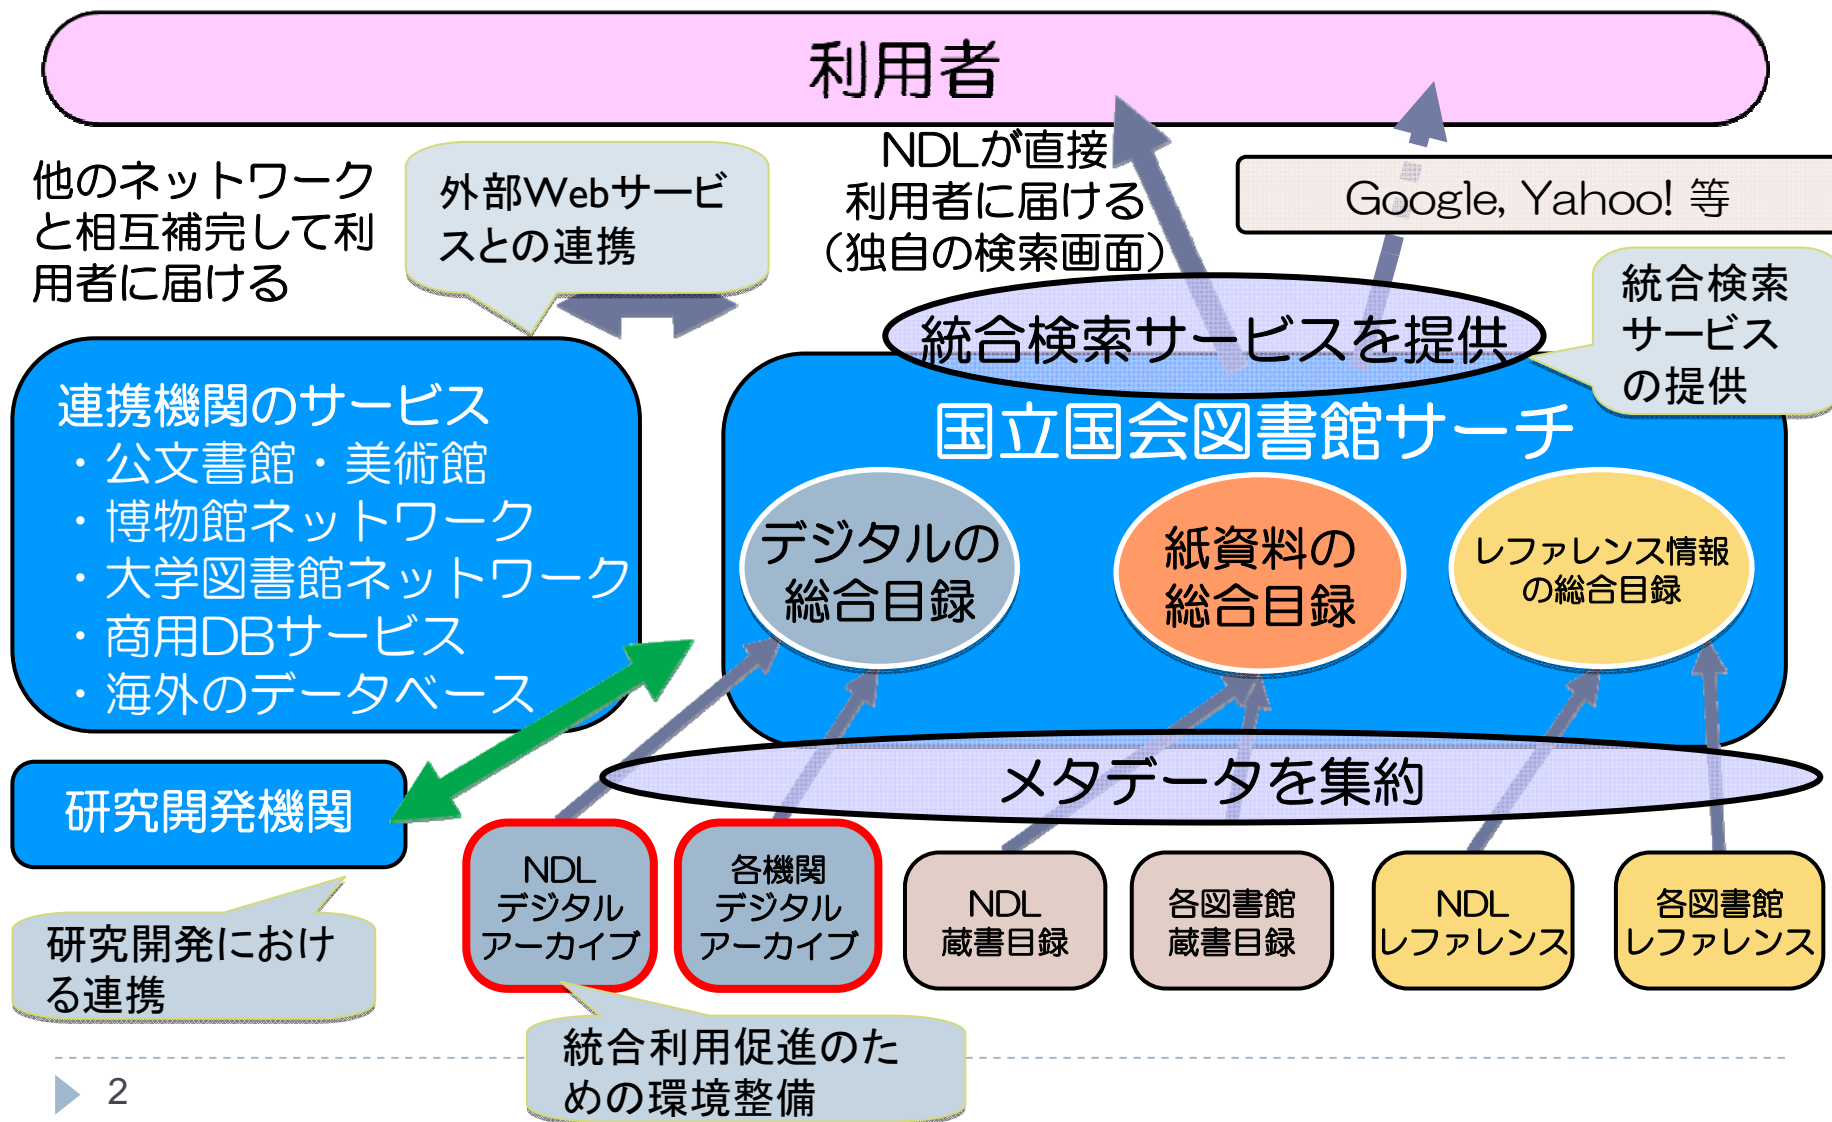 利用者
他のネットワーク
と相互補完して利
用者に届ける
外部Webサービ
スとの連携
NDLが直接
利用者に届ける
（独自の検索画面）
Google, Yahoo! 等
統合検索
サービス
の提供
統合検索サービスを提供
連携機関のサービス
・公文書館・美術館
・博物館ネットワーク
・大学図書館ネットワーク
・商用DBサービス
・海外のデータベース
国立国会図書館サーチ
デジタルの
総合目録
紙資料の
総合目録
レファレンス情報
の総合目録
メタデータを集約
研究開発機関
研究開発におけ
る連携
NDL
デジタル
アーカイブ
各機関
デジタル
アーカイブ
NDL
蔵書目録
各図書館
蔵書目録
NDL
レファレンス
各図書館
レファレンス
統合利用促進のた
めの環境整備
2